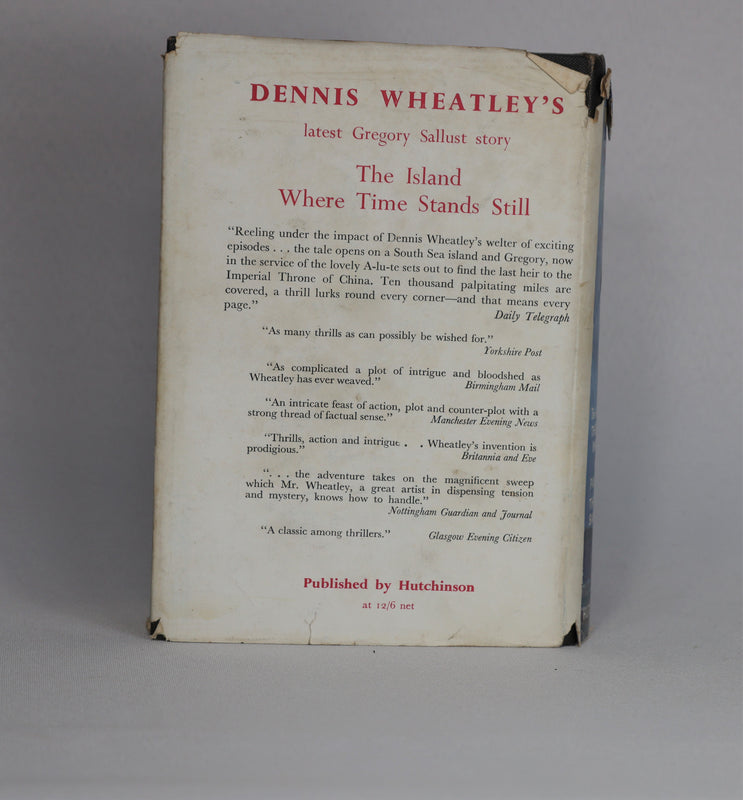 DENNIS WHEATLEY'S
latest Gregory Sallust story
The Island
Where Time Stands Still
"Reeling under the impact of Dennis Wheatley's welter of exciting
episodes . . . the tale opens on a South Sea island and Gregory, now
in the service of the lovely A-lu-te sets out to find the last heir to the
Imperial Throne of China. Ten thousand palpitating miles are
covered, a thrill lurks round every corner—and that means every
page."
Daily Telegraph
"As many thrills as can possibly be wished for."
Yorkshire Post
"As complicated a plot of intrigue and bloodshed as
Wheatley has ever weaved." Birmingham Mail
"An intricate feast of action, plot and counter-plot with a
strong thread of factual sense." Manchester Evening News
"Thrills, action and intrigue . . Wheatley's invention is
prodigious." Britannia and Eve
". . . the adventure takes on the magnificent sweep
which Mr. Wheatley, a great artist in dispensing tension
and mystery, knows how to handle."
Nottingham Guardian and Journal
"A classic among thrillers." Glasgow Evening Citizen
Published by Hutchinson
at 12/6 net